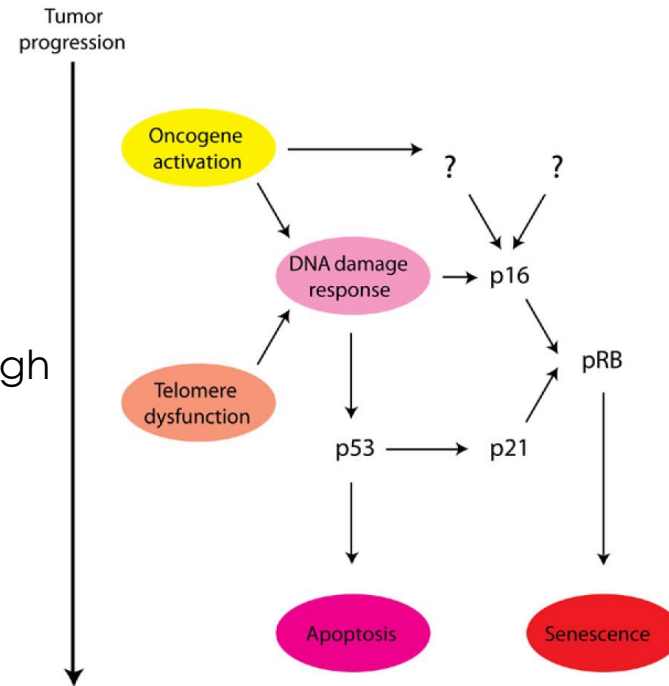 Tumor
progression
Oncogene
activation
?
?
DNA damage
response
p16
gh
pRB
Telomere
dysfunction
p53
p21
Apoptosis
Senescence